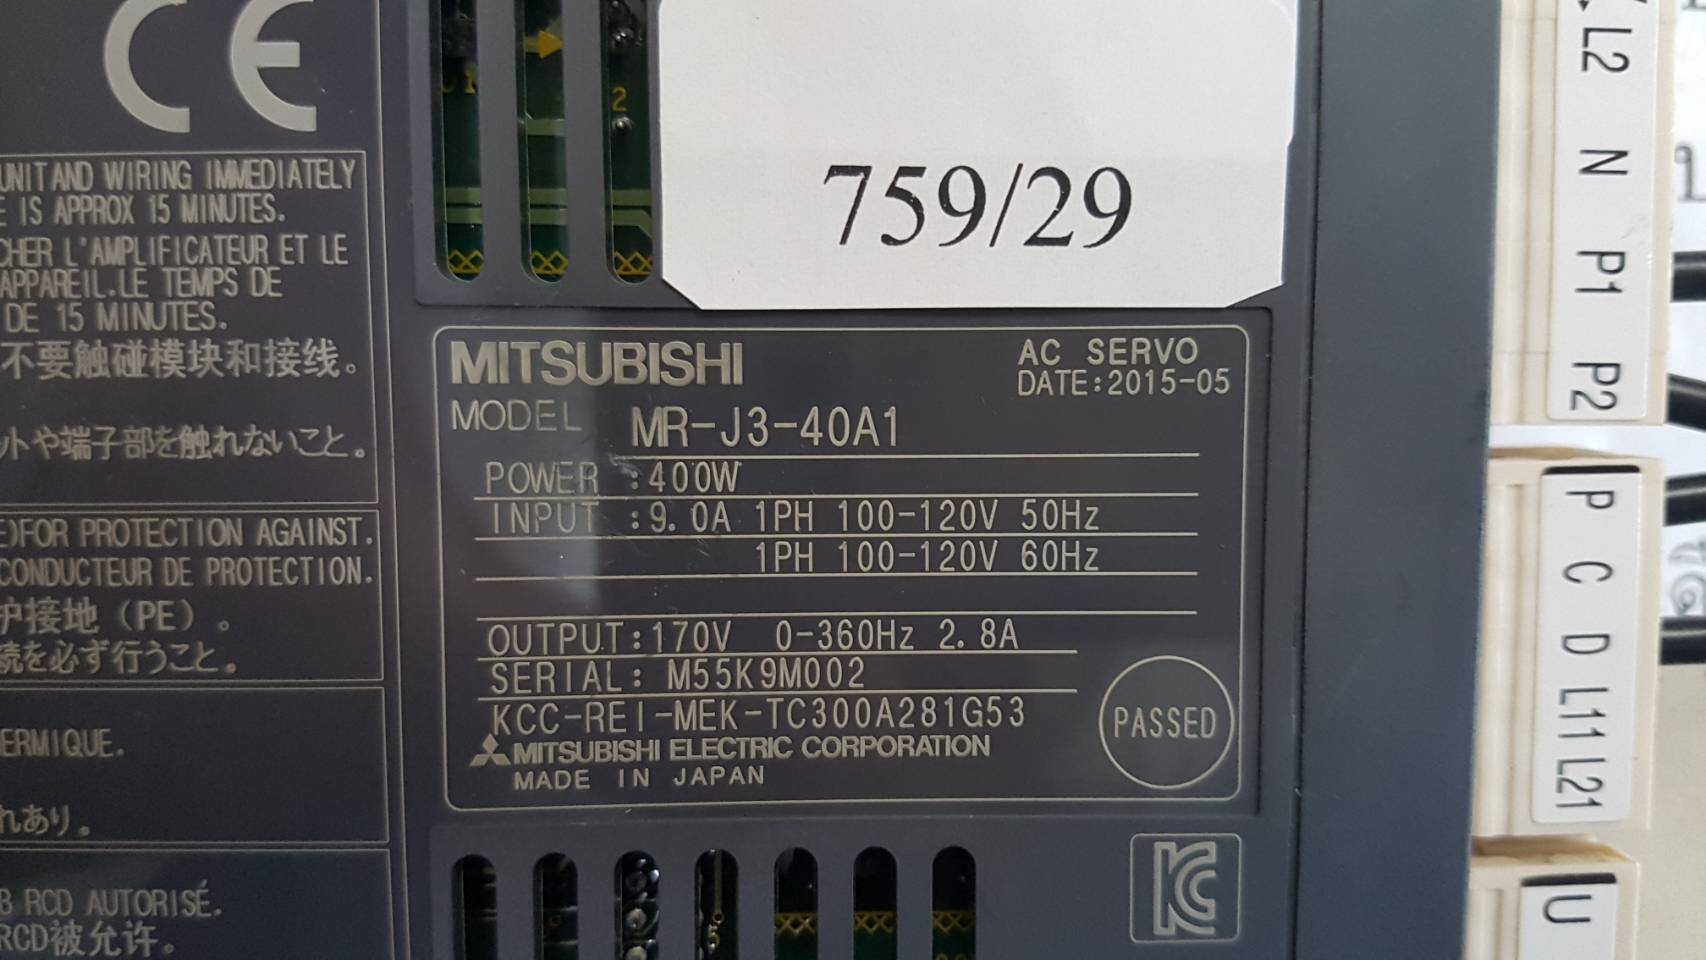 CE
UNIT AND WIRING IMMEDIATELY
IS APPROX 15 MINUTES.
L'AMPLIFICATEUR ET LE
APPAREIL.LE TEMPS DE
DE 15 MINUTES.
不要触碰模块和接线。
ットや端子部を触れないこと。
FOR PROTECTION AGAINST.
CONDUCTEUR DE PROTECTION.
护接地 (PE) 。
続を必ず行うこと。
ERMIQUE.
れあり。
B RCD AUTORISÉ.
RCD被允许。
2
759/29
MITSUBISHI
AC SERVO
DATE:2015-05
MODEL MR-J3-40A1
POWER :400W
INPUT :9.0A 1PH 100-120V 50Hz
1PH 100-120V 60Hz
OUTPUT:170V 0-360Hz 2.8A
SERIAL: M55K9M002
KCC-REI-MEK-TC300A281G53
MITSUBISHI ELECTRIC CORPORATION
MADE IN JAPAN
PASSED
L2 N P1 P2
P C D L11 L21
U